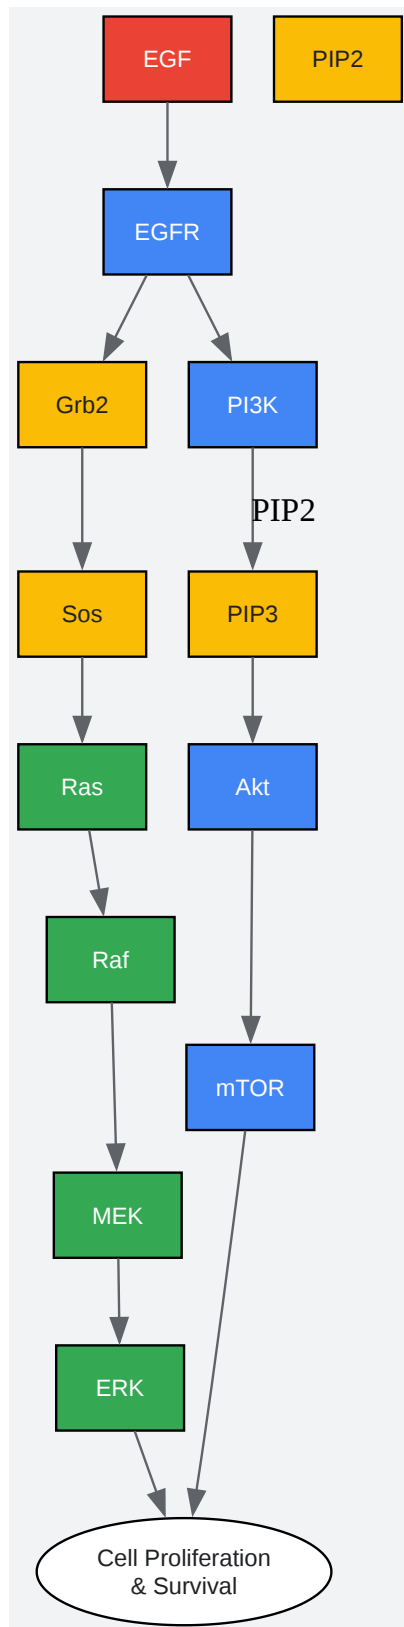 EGF
PIP2
EGFR
Grb2
PI3K
PIP2
Sos
PIP3
Ras
Akt
Raf
mTOR
MEK
ERK
Cell Proliferation
& Survival